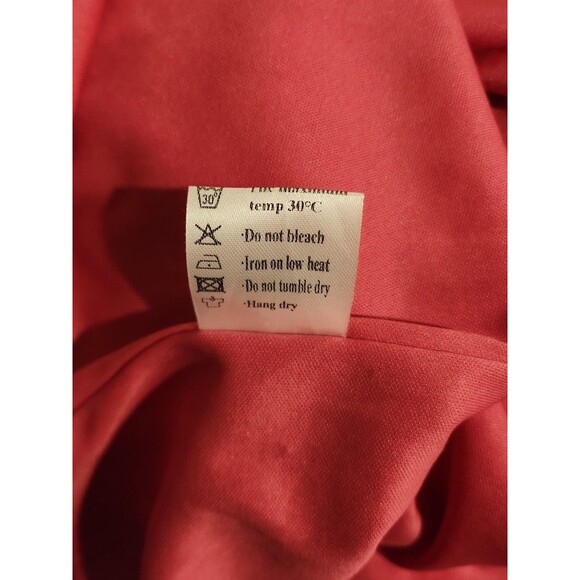 30°
temp 30°C
·Do not bleach
·Iron on low heat
·Do not tumble dry
·Hang dry